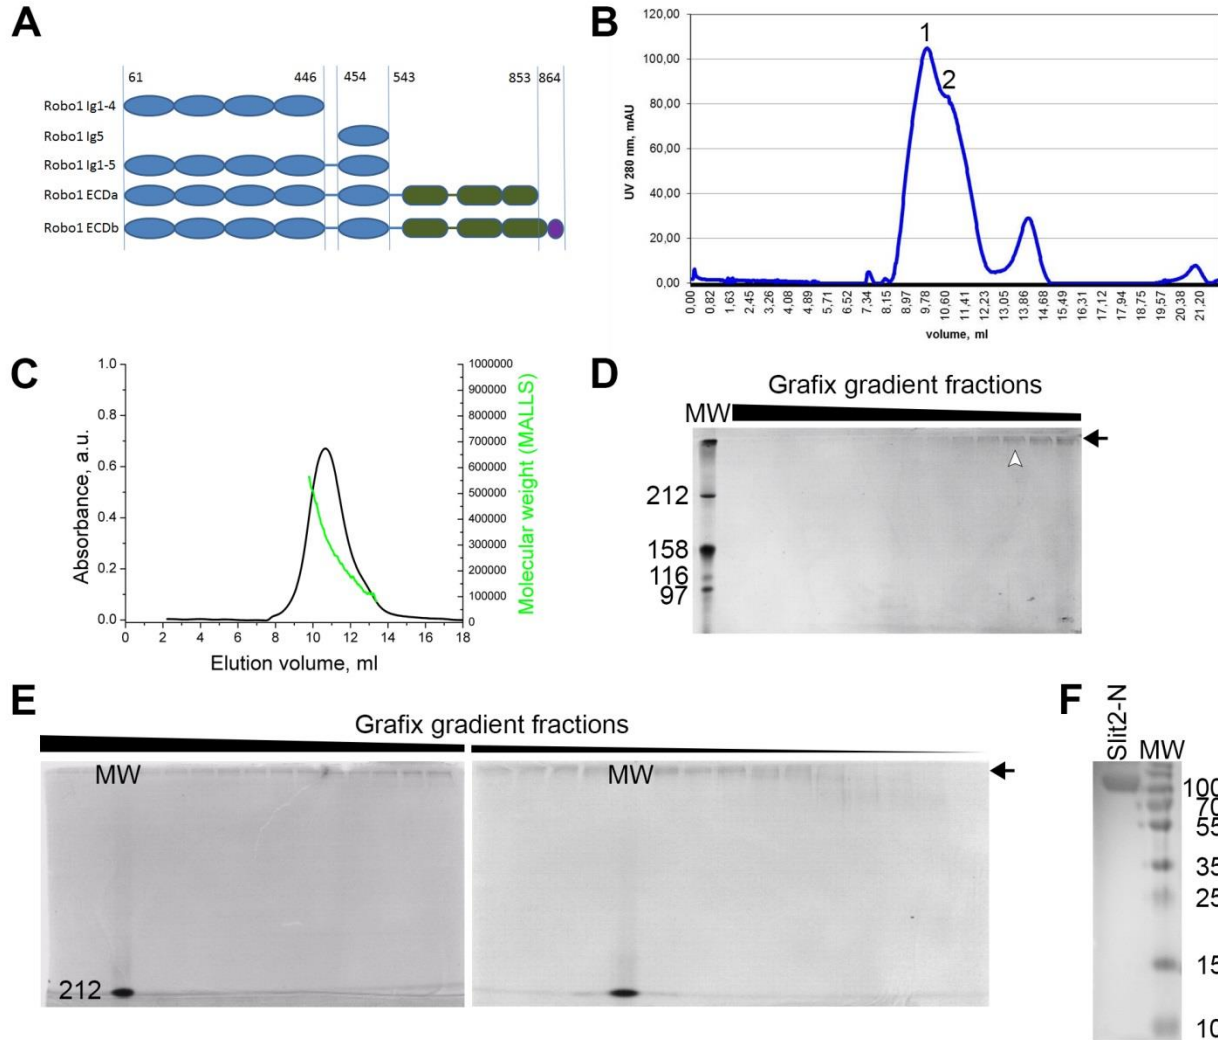 A
61 446 454 543 853 864
Robo1 Ig1-4
Robo1 Ig5
Robo1 Ig1-5
Robo1 ECDa
Robo1 ECDb
B
120,00
100,00
80,00
60,00
40,00
20,00
0,00
UV 280 nm, mAU
1
2
0,00 0,82 1,63 2,45 3,26 4,08 4,89 5,71 6,52 7,34 8,15 8,97 9,78 10,60 11,41 12,23 13,05 13,86 14,68 15,49 16,31 17,12 17,94 18,75 19,57 20,38 21,20
volume, ml
C
1.0
0.8
0.6
0.4
0.2
0.0
Absorbance, a.u.
1000000
900000
800000
700000
600000
500000
400000
300000
200000
100000
0
Molecular weight (MALLS)
0 2 4 6 8 10 12 14 16 18
Elution volume, ml
D
Grafix gradient fractions
MW
212
158
116
97
E
Grafix gradient fractions
MW MW
212
F
Slit2-N
MW
100
70
55
35
25
15
10